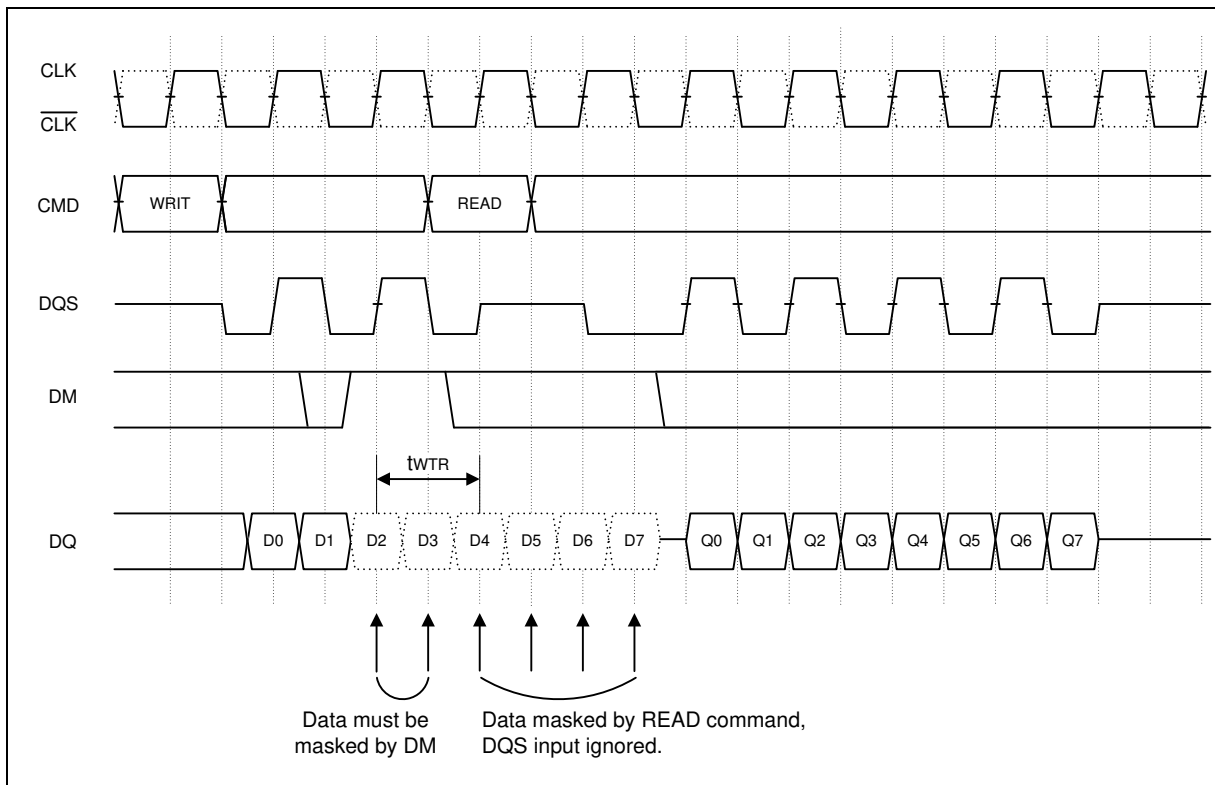 CLK
CLK
CMD WRIT READ
DQS
DM
tWTR
DQ D0 D1 D2 D3 D4 D5 D6 D7 Q0 Q1 Q2 Q3 Q4 Q5 Q6 Q7
Data must be masked by DM
Data masked by READ command, DQS input ignored.